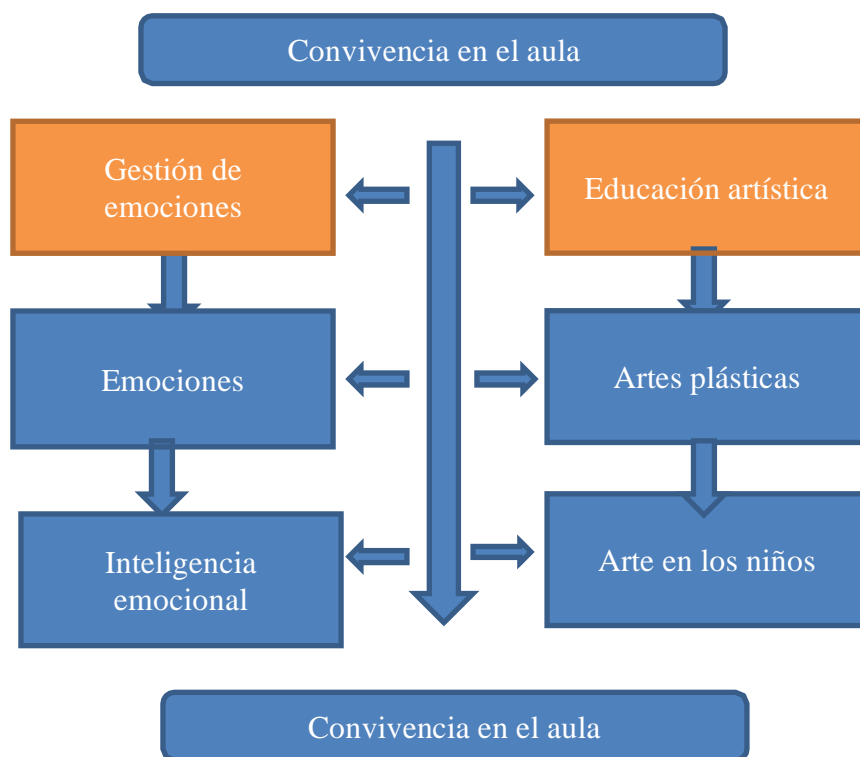 Convivencia en el aula
Gestión de
emociones
Educación artística
Emociones
Artes plásticas
Inteligencia
emocional
Arte en los niños
Convivencia en el aula